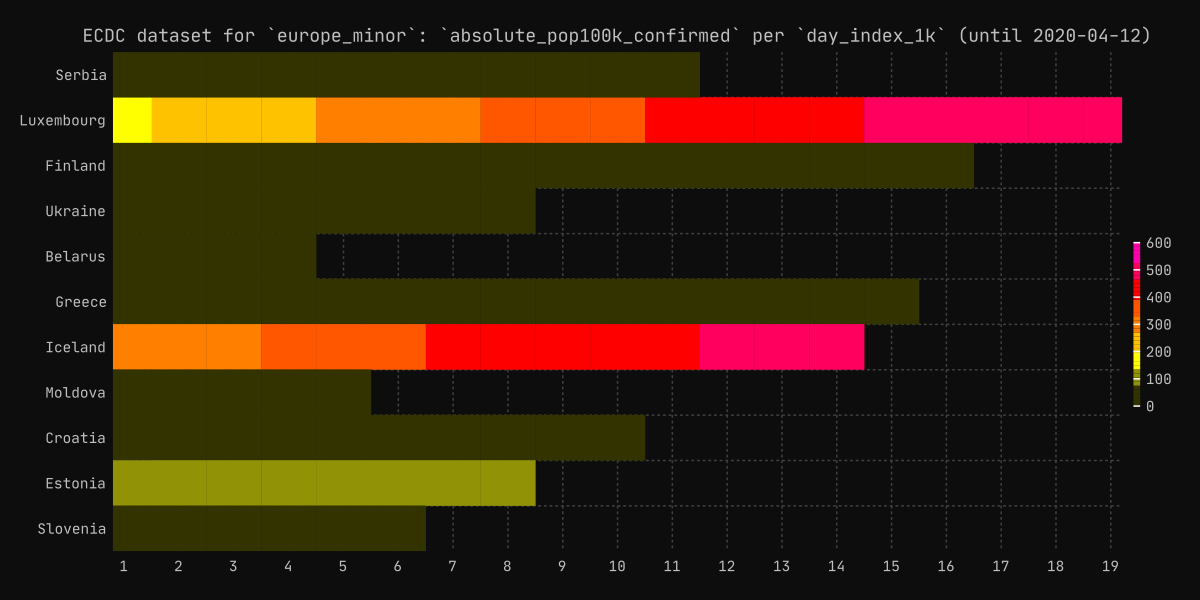 ECDC dataset for `europe_minor`: `absolute_pop100k_confirmed` per `day_index_1k` (until 2020-04-12)
Serbia
Luxembourg
Finland
Ukraine
Belarus
Greece
Iceland
Moldova
Croatia
Estonia
Slovenia
1 2 3 4 5 6 7 8 9 10 11 12 13 14 15 16 17 18 19
600
500
400
300
200
100
0